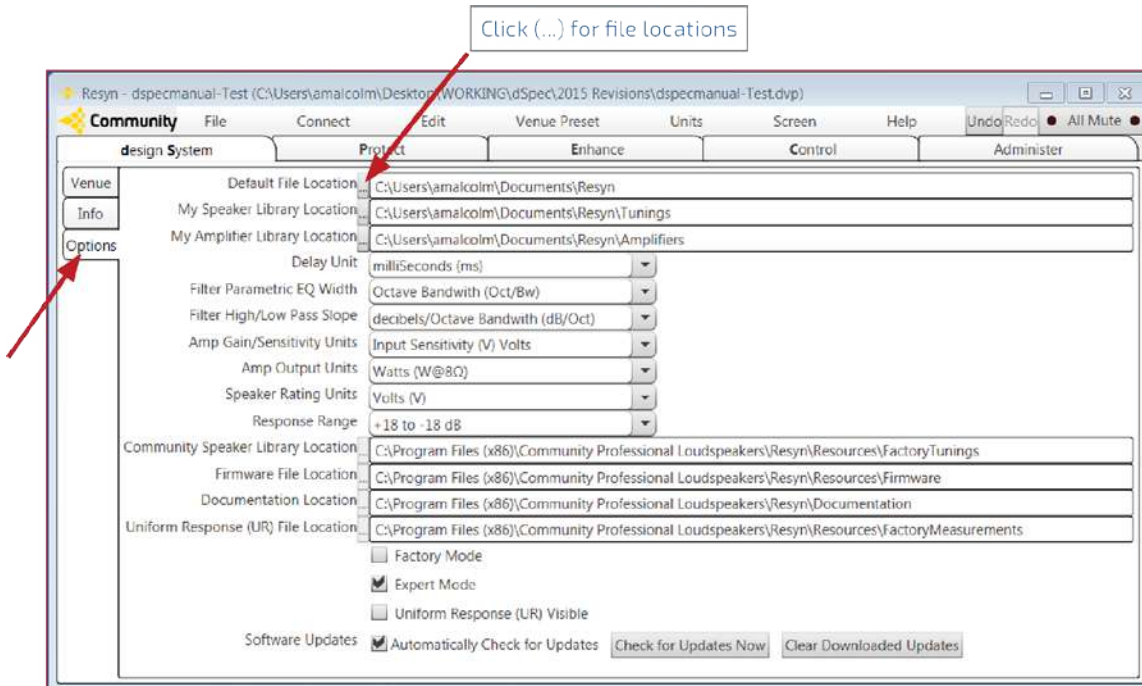 Click (...) for file locations
Resyn - dspecmanual-Test (C:\Users\amalcolm\Desktop\WORKING\dSpec\2015 Revisions\dspecmanual-Test.dvp)
Community File Connect Edit Venue Preset Units Screen Help Undo Redo All Mute
design System Protect Enhance Control Administer
Venue
Info
Options
Default File Location ... C:\Users\amalcolm\Documents\Resyn
My Speaker Library Location ... C:\Users\amalcolm\Documents\Resyn\Tunings
My Amplifier Library Location ... C:\Users\amalcolm\Documents\Resyn\Amplifiers
Delay Unit milliSeconds (ms)
Filter Parametric EQ Width Octave Bandwith (Oct/Bw)
Filter High/Low Pass Slope decibels/Octave Bandwith (dB/Oct)
Amp Gain/Sensitivity Units Input Sensitivity (V) Volts
Amp Output Units Watts (W@8Ω)
Speaker Rating Units Volts (V)
Response Range +18 to -18 dB
Community Speaker Library Location ... C:\Program Files (x86)\Community Professional Loudspeakers\Resyn\Resources\FactoryTunings
Firmware File Location ... C:\Program Files (x86)\Community Professional Loudspeakers\Resyn\Resources\Firmware
Documentation Location ... C:\Program Files (x86)\Community Professional Loudspeakers\Resyn\Documentation
Uniform Response (UR) File Location ... C:\Program Files (x86)\Community Professional Loudspeakers\Resyn\Resources\FactoryMeasurements
Factory Mode
Expert Mode
Uniform Response (UR) Visible
Software Updates Automatically Check for Updates Check for Updates Now Clear Downloaded Updates